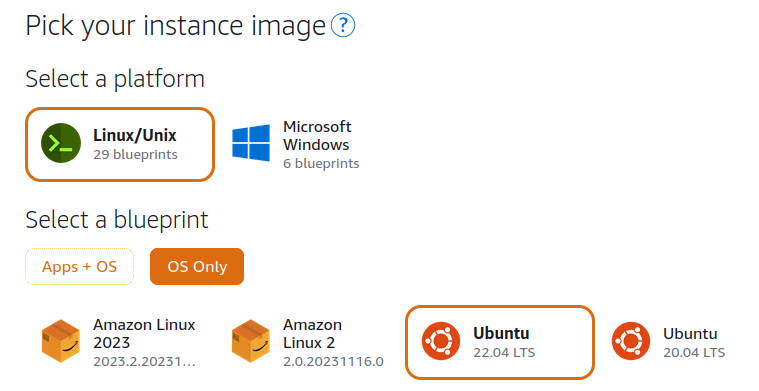 Pick your instance image ?
Select a platform
Linux/Unix
29 blueprints
Microsoft
Windows
6 blueprints
Select a blueprint
Apps + OS
OS Only
Amazon Linux
2023
2023.2.20231...
Amazon
Linux 2
2.0.20231116.0
Ubuntu
22.04 LTS
Ubuntu
20.04 LTS